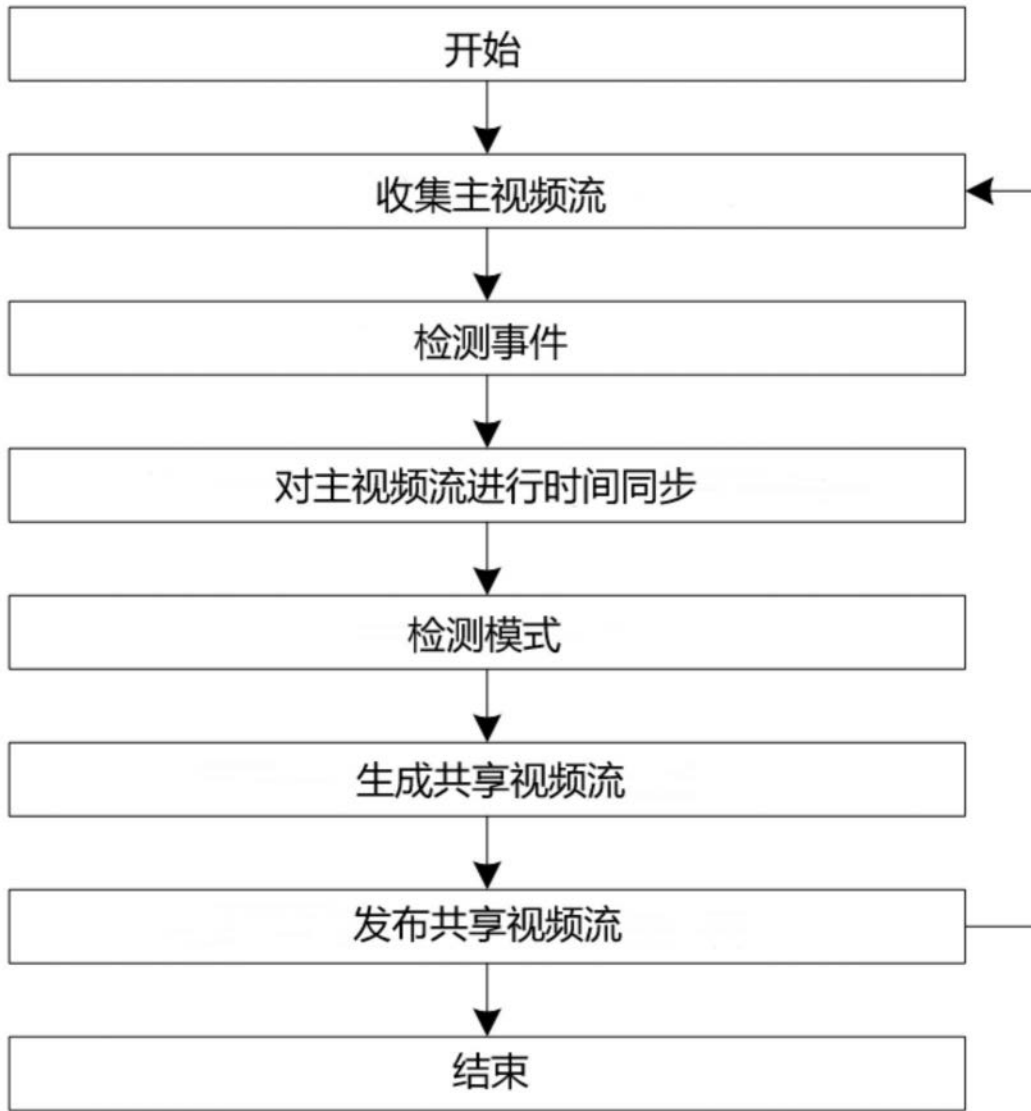 开始
收集主视频流
检测事件
对主视频流进行时间同步
检测模式
生成共享视频流
发布共享视频流
结束